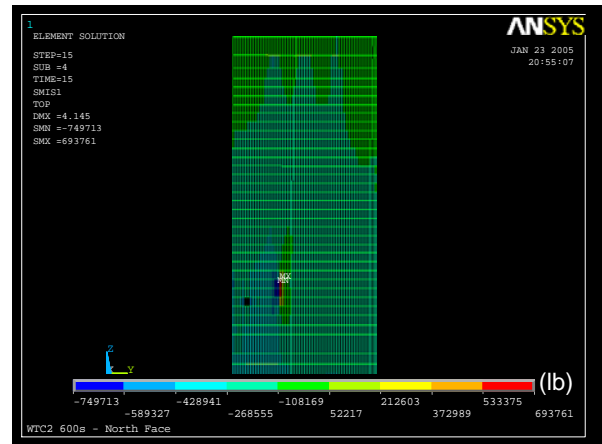 1
ANSYS
ELEMENT SOLUTION
JAN 23 2005
20:55:07
STEP=15
SUB =4
TIME=15
SMIS1
TOP
DMX =4.145
SMN =-749713
SMX =693761
MX
MN
Z
Y
(lb)
-749713 -428941 -108169 212603 533375
-589327 -268555 52217 372989 693761
WTC2 600s - North Face